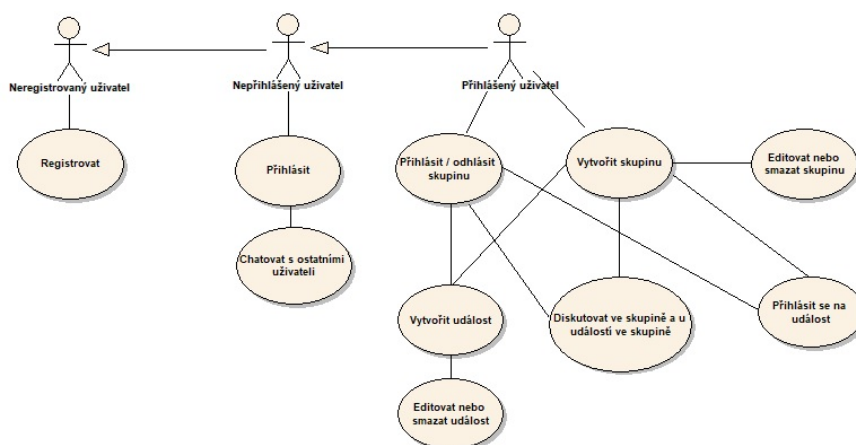 Neregistrovaný uživatel
Nepřihlášený uživatel
Přihlášený uživatel
Registrovat
Přihlásit
Přihlásit / odhlásit
skupinu
Vytvořit skupinu
Editovat nebo
smazat skupinu
Chatovat s ostatními
uživateli
Vytvořit událost
Diskutovat ve skupině a u
události ve skupině
Přihlásit se na
událost
Editovat nebo
smazat událost